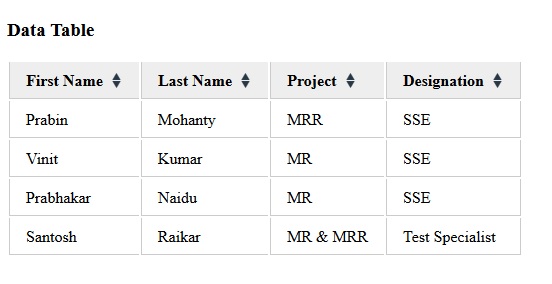 Data Table
First Name Last Name Project Designation
Prabin Mohanty MRR SSE
Vinit Kumar MR SSE
Prabhakar Naidu MR SSE
Santosh Raikar MR & MRR Test Specialist